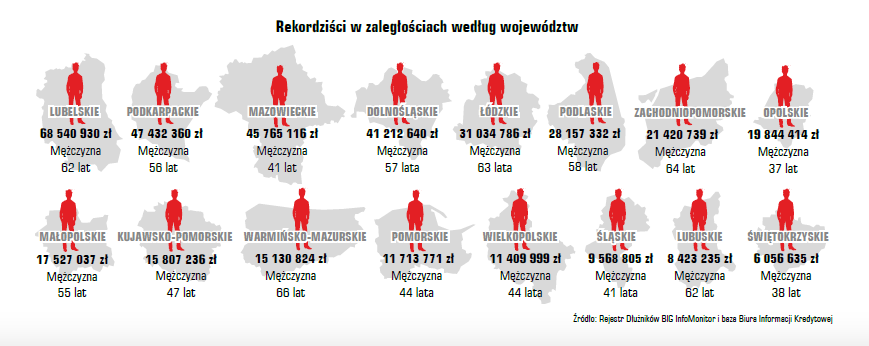 Rekordziści w zaległościach według województw
LUBELSKIE
68 540 930 zł
Mężczyzna
62 lat
PODKARPACKIE
47 432 360 zł
Mężczyzna
56 lat
MAZOWIECKIE
45 765 116 zł
Mężczyzna
41 lat
DOLNOŚLĄSKIE
41 212 640 zł
Mężczyzna
57 lata
ŁÓDZKIE
31 034 786 zł
Mężczyzna
63 lata
PODLASKIE
28 157 332 zł
Mężczyzna
58 lat
ZACHODNIOPOMORSKIE
21 420 739 zł
Mężczyzna
64 lat
OPOLSKIE
19 844 414 zł
Mężczyzna
37 lat
MAŁOPOLSKIE
17 527 037 zł
Mężczyzna
55 lat
KUJAWSKO-POMORSKIE
15 807 236 zł
Mężczyzna
47 lat
WARMIŃSKO-MAZURSKIE
15 130 824 zł
Mężczyzna
66 lat
POMORSKIE
11 713 771 zł
Mężczyzna
44 lata
WIELKOPOLSKIE
11 409 999 zł
Mężczyzna
44 lata
ŚLĄSKIE
9 568 805 zł
Mężczyzna
41 lata
LUBUSKIE
8 423 235 zł
Mężczyzna
62 lat
ŚWIĘTOKRZYSKIE
6 056 635 zł
Mężczyzna
38 lat
Źródło: Rejestr Dłużników BIG InfoMonitor i baza Biura Informacji Kredytowej